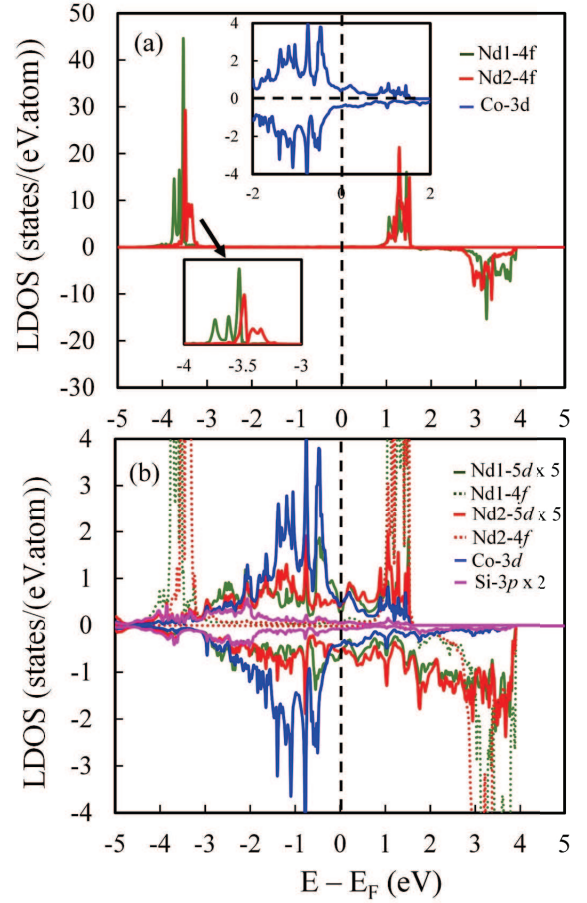 (a)
LDOS (states/(eV.atom))
50
40
30
20
10
0
-10
-20
-30
4
2
0
-2
-4
-2
0
2
Nd1-4f
Nd2-4f
Co-3d
-4
-3.5
-3
-5 -4 -3 -2 -1 0 1 2 3 4 5
(b)
LDOS (states/(eV.atom))
4
3
2
1
0
-1
-2
-3
-4
Nd1-5d x 5
Nd1-4f
Nd2-5d x 5
Nd2-4f
Co-3d
Si-3p x 2
-5 -4 -3 -2 -1 0 1 2 3 4 5
E – EF (eV)